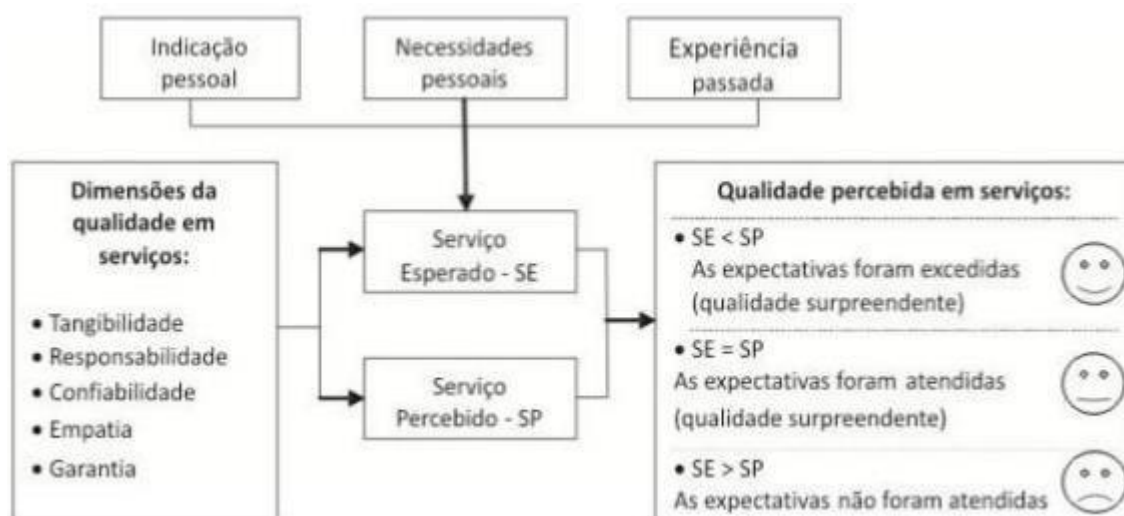 Indicação
pessoal
Necessidades
pessoais
Experiência
passada
Dimensões da
qualidade em
serviços:
• Tangibilidade
• Responsabilidade
• Confiabilidade
• Empatia
• Garantia
Serviço
Esperado - SE
Serviço
Percebido - SP
Qualidade percebida em serviços:
• SE < SP
As expectativas foram excedidas
(qualidade surpreendente)
• SE = SP
As expectativas foram atendidas
(qualidade surpreendente)
• SE > SP
As expectativas não foram atendidas